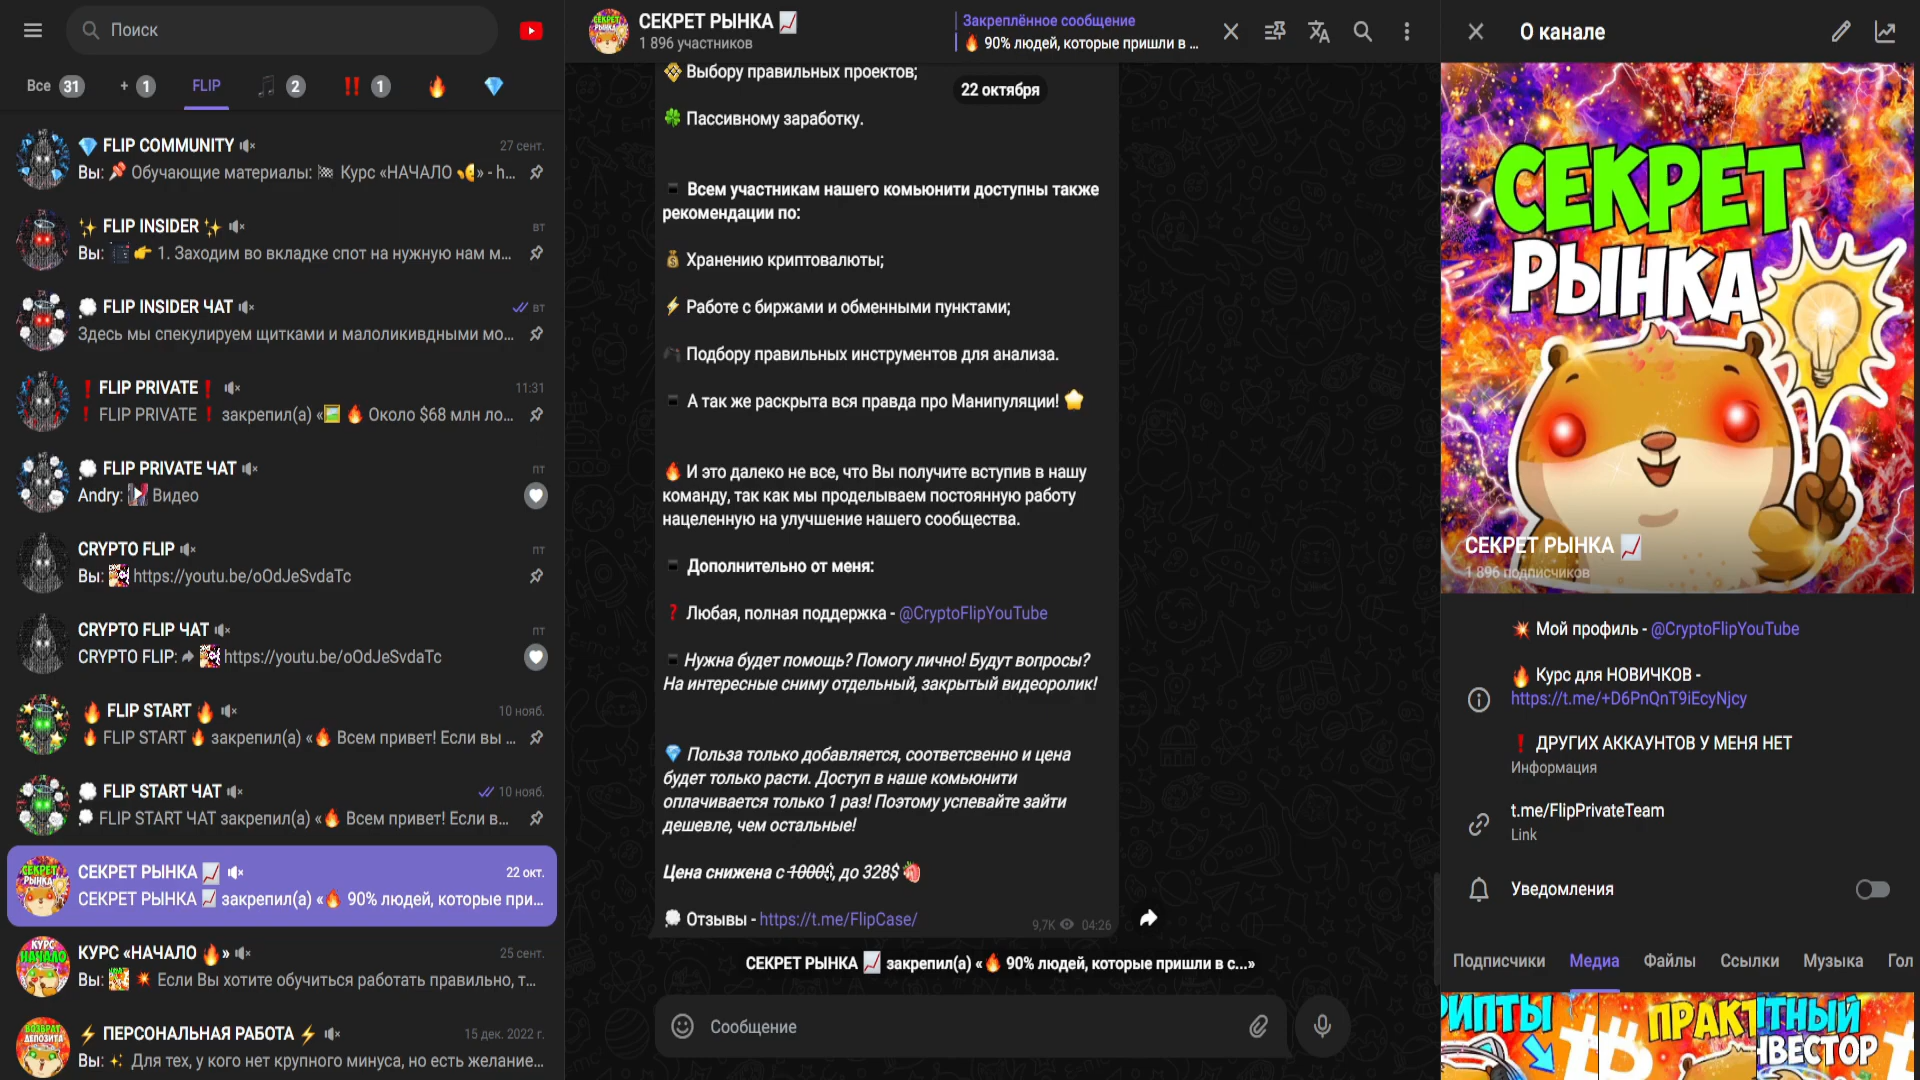 Поиск
Все 31
+ 1
FLIP
2
1
FLIP COMMUNITY
27 сент.
Вы: Обучающие материалы: Курс «НАЧАЛО » - h...
FLIP INSIDER
вт
Вы: 1. Заходим во вкладке спот на нужную нам м...
FLIP INSIDER ЧАТ
вт
Здесь мы спекулируем щитками и малоликивдными мо...
FLIP PRIVATE
11:31
FLIP PRIVATE закрепил(а) « Около $68 млн ло...
FLIP PRIVATE ЧАТ
пт
Andry: Видео
CRYPTO FLIP
пт
Вы: https://youtu.be/oOdJeSvdaTc
CRYPTO FLIP ЧАТ
пт
CRYPTO FLIP: https://youtu.be/oOdJeSvdaTc
FLIP START
10 нояб.
FLIP START закрепил(а) « Всем привет! Если вы ...
FLIP START ЧАТ
10 нояб.
FLIP START ЧАТ закрепил(а) « Всем привет! Если в...
СЕКРЕТ РЫНКА
22 окт.
СЕКРЕТ РЫНКА закрепил(а) « 90% людей, которые при...
КУРС «НАЧАЛО »
25 сент.
Вы: Если Вы хотите обучиться работать правильно, т...
ПЕРСОНАЛЬНАЯ РАБОТА
15 дек. 2022 г.
Вы: Для тех, у кого нет крупного минуса, но есть желание...
СЕКРЕТ РЫНКА
1 896 участников
Закреплённое сообщение
90% людей, которые пришли в ...
22 октября
Выбору правильных проектов;
Пассивному заработку.
Всем участникам нашего комьюнити доступны также
рекомендации по:
Хранению криптовалюты;
Работе с биржами и обменными пунктами;
Подбору правильных инструментов для анализа.
А так же раскрыта вся правда про Манипуляции!
И это далеко не все, что Вы получите вступив в нашу
команду, так как мы проделываем постоянную работу
нацеленную на улучшение нашего сообщества.
Дополнительно от меня:
Любая, полная поддержка - @CryptoFlipYouTube
Нужна будет помощь? Помогу лично! Будут вопросы?
На интересные сниму отдельный, закрытый видеоролик!
Польза только добавляется, соответсвенно и цена
будет только расти. Доступ в наше комьюнити
оплачивается только 1 раз! Поэтому успевайте зайти
дешевле, чем остальные!
Цена снижена с 1000$, до 328$
Отзывы - https://t.me/FlipCase/
9,7K 04:26
СЕКРЕТ РЫНКА закрепил(а) « 90% людей, которые пришли в с...»
Сообщение
О канале
СЕКРЕТ
РЫНКА
СЕКРЕТ РЫНКА
1 896 подписчиков
Мой профиль - @CryptoFlipYouTube
Курс для НОВИЧКОВ -
https://t.me/+D6PnQnT9iEcyNjcy
ДРУГИХ АККАУНТОВ У МЕНЯ НЕТ
Информация
t.me/FlipPrivateTeam
Link
Уведомления
Подписчики Медиа Файлы Ссылки Музыка Гол
РИПТЫ
ПРАКТ
ТНЫЙ
НВЕСТОР